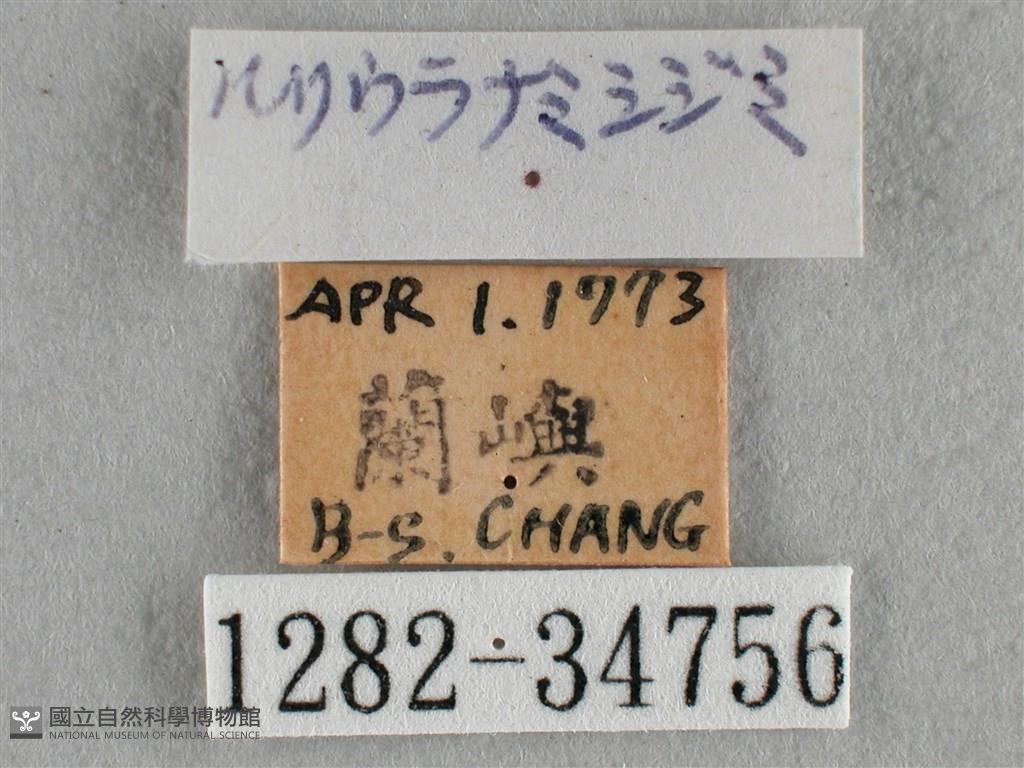 ルリウラナミシジミ
APR 1. 1973
蘭嶼
B-S. CHANG
1282-34756
國立自然科學博物館
NATIONAL MUSEUM OF NATURAL SCIENCE